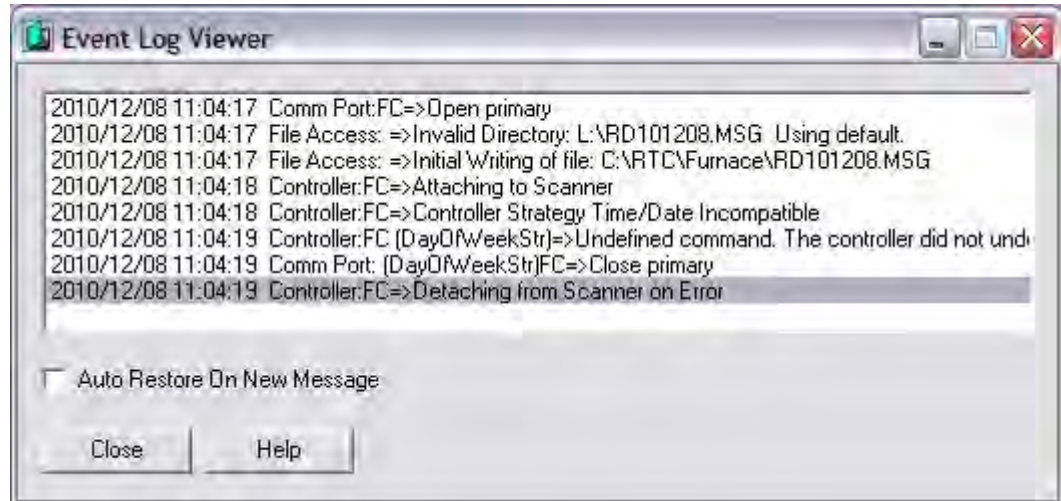 Event Log Viewer
2010/12/08 11:04:17 Comm Port:FC=>Open primary
2010/12/08 11:04:17 File Access: =>Invalid Directory: L:\RD101208.MSG Using default.
2010/12/08 11:04:17 File Access: =>Initial Writing of file: C:\RTC\Furnace\RD101208.MSG
2010/12/08 11:04:18 Controller:FC=>Attaching to Scanner
2010/12/08 11:04:18 Controller:FC=>Controller Strategy Time/Date Incompatible
2010/12/08 11:04:19 Controller:FC (DayOfWeekStr)=>Undefined command. The controller did not unde
2010/12/08 11:04:19 Comm Port: (DayOfWeekStr)FC=>Close primary
2010/12/08 11:04:19 Controller:FC=>Detaching from Scanner on Error
Auto Restore On New Message
Close Help